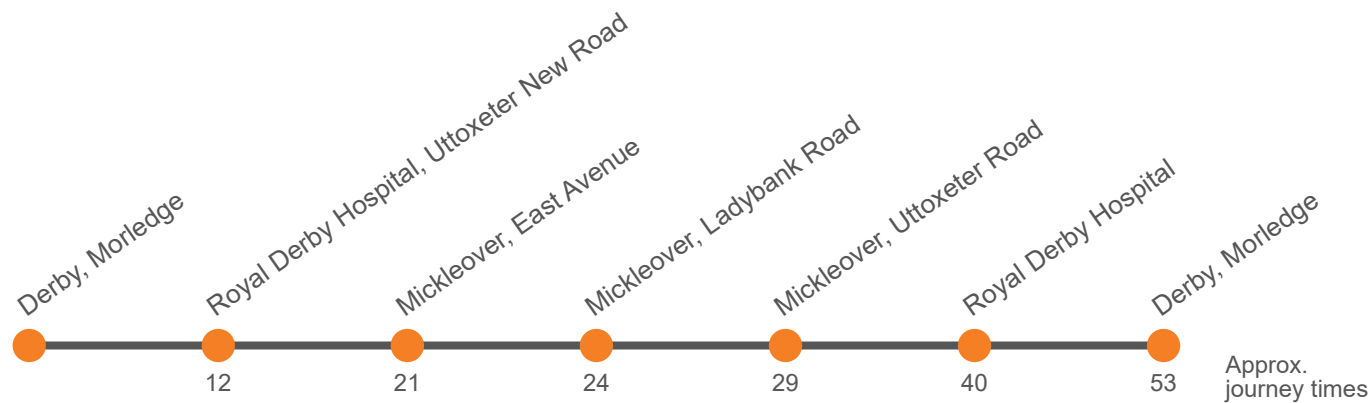 Derby, Morledge
Royal Derby Hospital, Uttoxeter New Road
Mickleover, East Avenue
Mickleover, Ladybank Road
Mickleover, Uttoxeter Road
Royal Derby Hospital
Derby, Morledge
12
21
24
29
40
53
Approx.
journey times